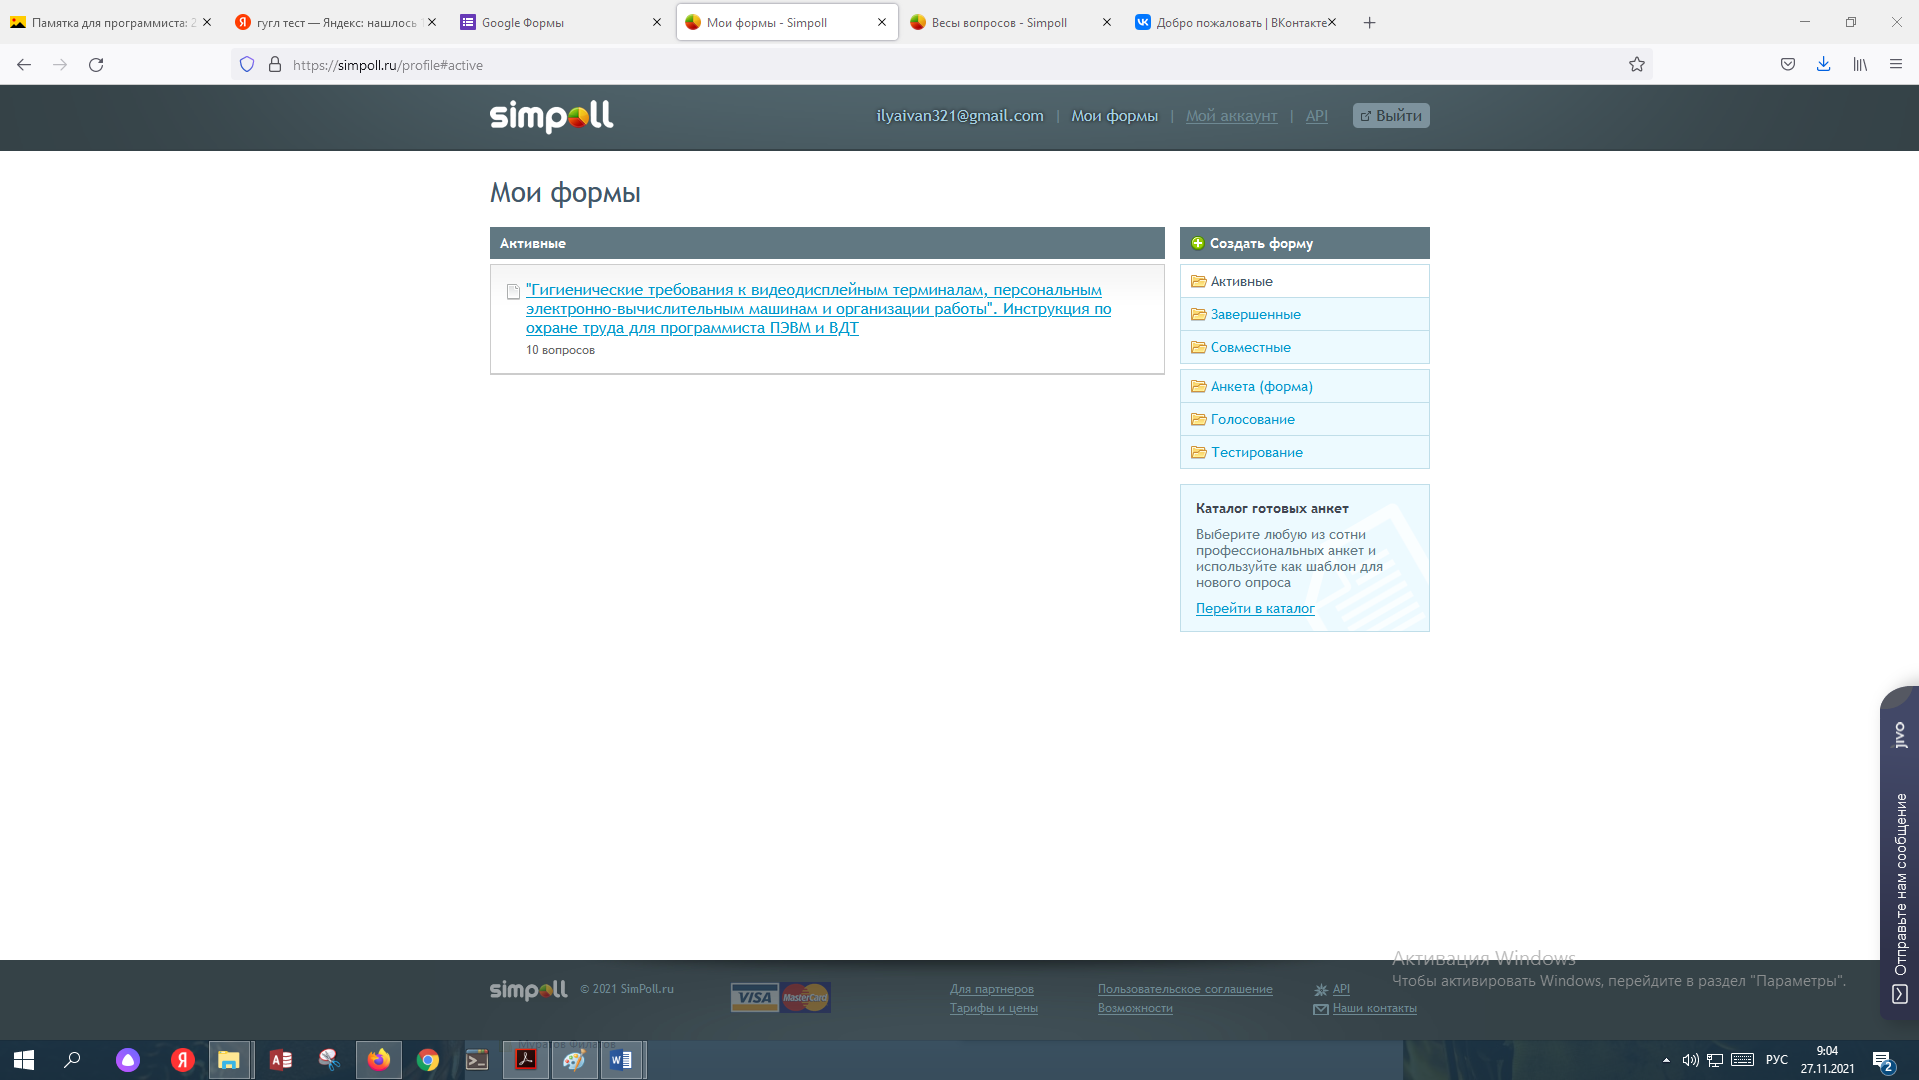 Памятка для программиста: 2
гугл тест — Яндекс: нашлось 1
Google Формы
Мои формы - Simpoll
Весы вопросов - Simpoll
Добро пожаловать | ВКонтакте
https://simpoll.ru/profile#active
simpoll
ilyaivan321@gmail.com | Мои формы | Мой аккаунт | API Выйти
Мои формы
Активные
"Гигиенические требования к видеодисплейным терминалам, персональным
электронно-вычислительным машинам и организации работы". Инструкция по
охране труда для программиста ПЭВМ и ВДТ
10 вопросов
Создать форму
Активные
Завершенные
Совместные
Анкета (форма)
Голосование
Тестирование
Каталог готовых анкет
Выберите любую из сотни
профессиональных анкет и
используйте как шаблон для
нового опроса
Перейти в каталог
jivo
Отправьте нам сообщение
Активация Windows
Чтобы активировать Windows, перейдите в раздел "Параметры".
simpoll © 2021 SimPoll.ru
VISA MasterCard
Для партнеров
Тарифы и цены
Пользовательское соглашение
Возможности
API
Наши контакты
Муратов Филатов
РУС
9:04
27.11.2021
2